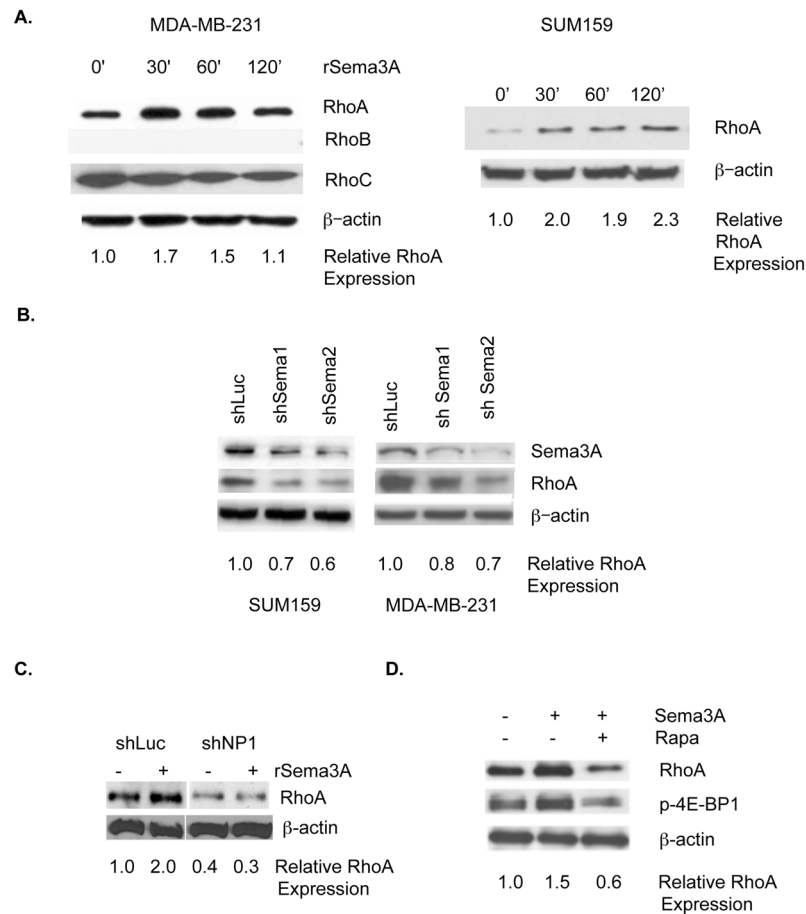 A.
MDA-MB-231
0' 30' 60' 120' rSema3A
RhoA
RhoB
RhoC
β-actin
1.0 1.7 1.5 1.1 Relative RhoA
Expression
SUM159
0’ 30’ 60’ 120’
RhoA
β-actin
1.0 2.0 1.9 2.3 Relative
RhoA
Expression
B.
shLuc shSema1 shSema2 shLuc sh Sema1 sh Sema2
Sema3A
RhoA
β-actin
1.0 0.7 0.6 1.0 0.8 0.7 Relative RhoA
Expression
SUM159 MDA-MB-231
C.
shLuc shNP1
- + - + rSema3A
RhoA
β-actin
1.0 2.0 0.4 0.3 Relative RhoA
Expression
D.
- + + Sema3A
- - + Rapa
RhoA
p-4E-BP1
β-actin
1.0 1.5 0.6 Relative RhoA
Expression